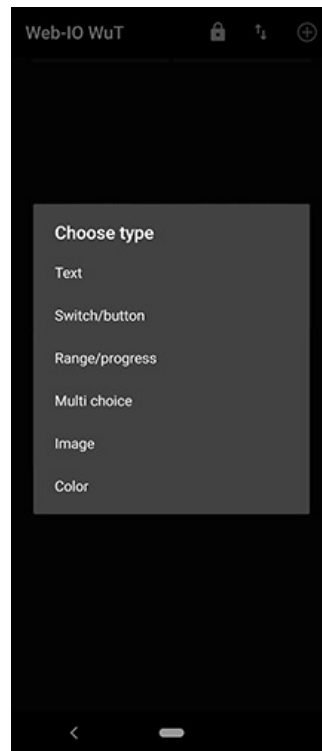 Web-IO WuT
Choose type
Text
Switch/button
Range/progress
Multi choice
Image
Color